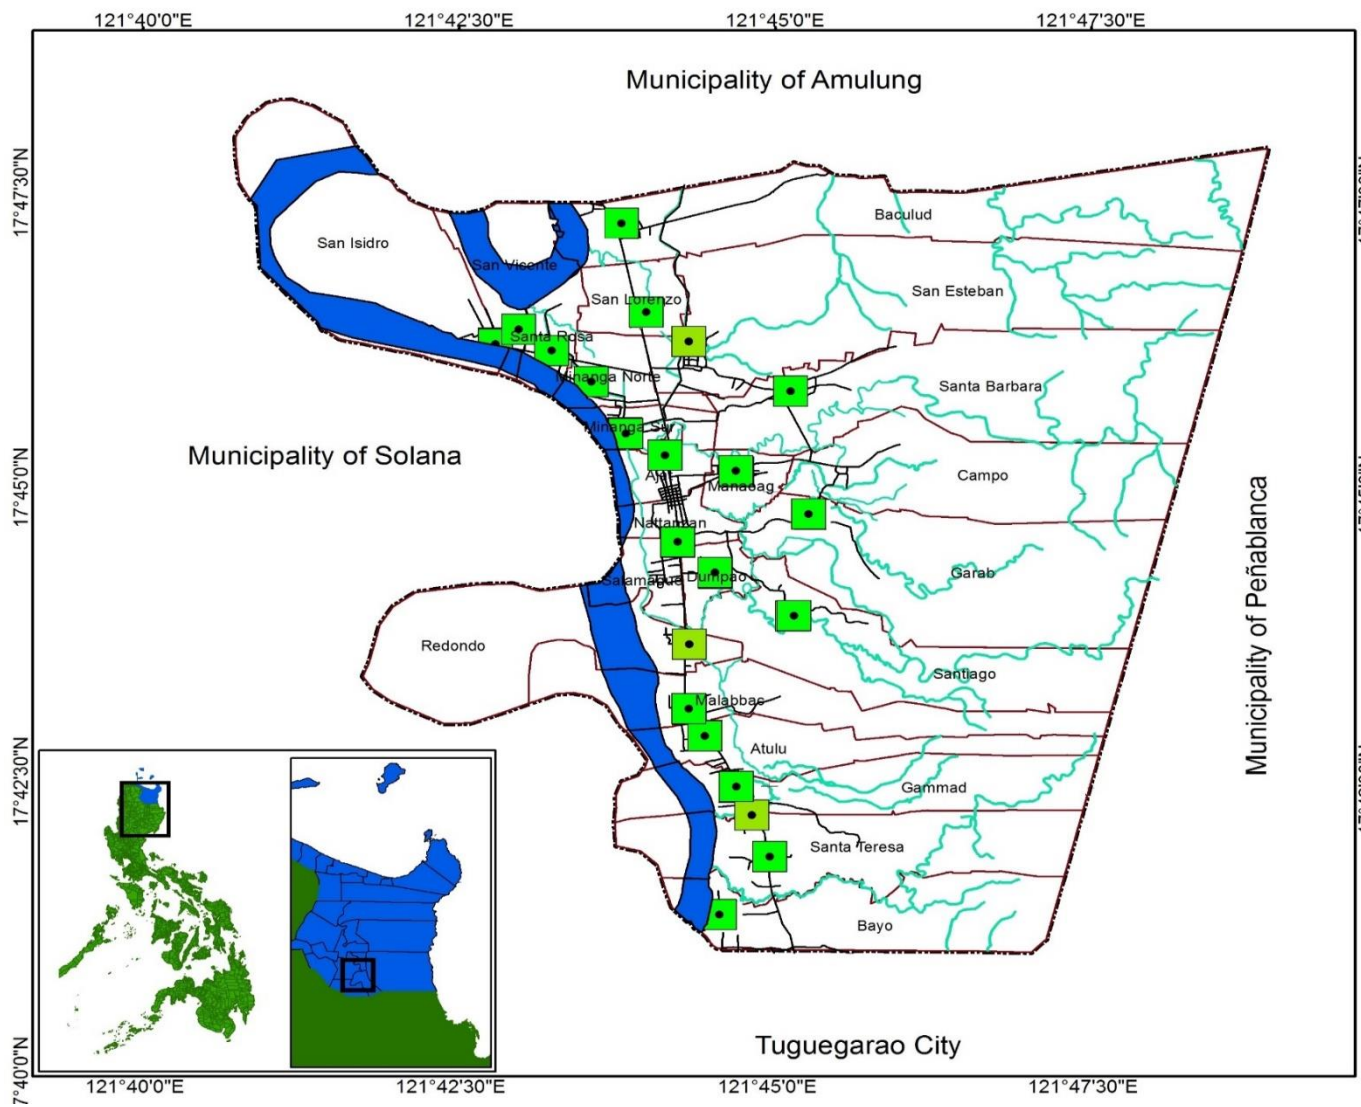 121°40'0"E 121°42'30"E 121°45'0"E 121°47'30"E
Municipality of Amulung
17°47'30"N
Baculud
San Isidro
San Vicente
San Esteban
San Lorenzo
Santa Rosa
Minanga Norte
Santa Barbara
Minanga Sur
Municipality of Solana
17°45'0"N
Campo
Manaoag
Nattanzan
Garab
Dumpao
Salamague
Municipality of Peñablanca
Redondo
Santiago
Malabbac
Atulu
17°42'30"N
Gammad
Santa Teresa
Bayo
Tuguegarao City
17°40'0"N
121°40'0"E 121°42'30"E 121°45'0"E 121°47'30"E